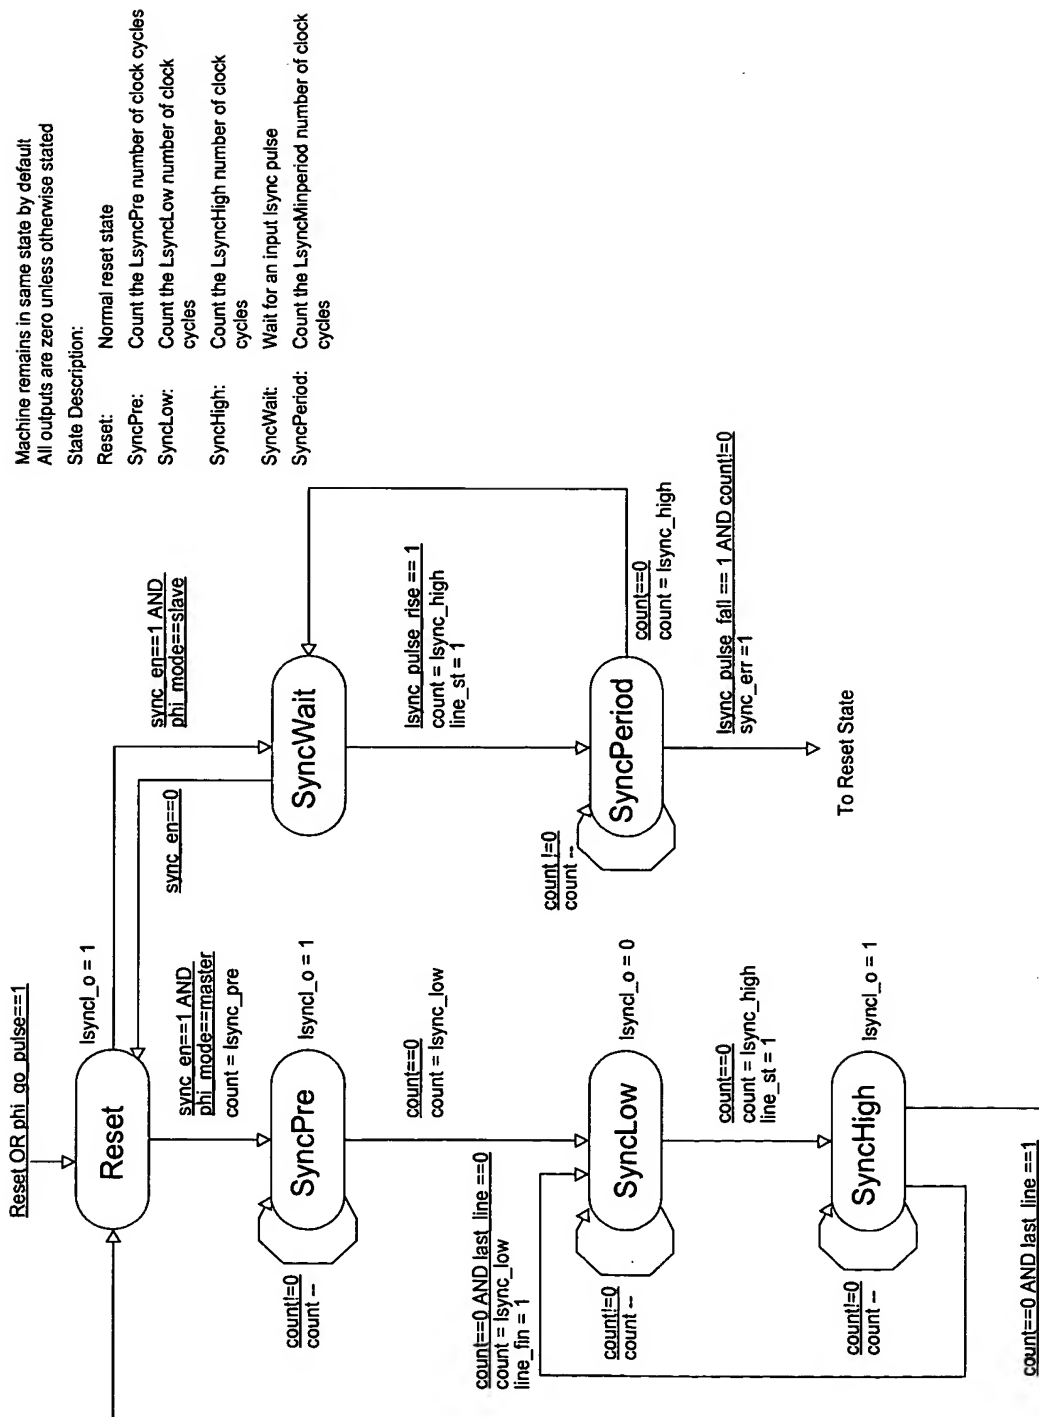 Machine remains in same state by default
All outputs are zero unless otherwise stated
State Description:
Reset: Normal reset state
SyncPre: Count the LsyncPre number of clock cycles
SyncLow: Count the LsyncLow number of clock
cycles
SyncHigh: Count the LsyncHigh number of clock
cycles
SyncWait: Wait for an input lsync pulse
SyncPeriod: Count the LsyncMinperiod number of clock
cycles
Reset OR phi_go_pulse==1
Reset
lsyncl_o = 1
sync_en==0
sync_en==1 AND
phi_mode==slave
sync_en==1 AND
phi_mode==master
count = lsync_pre
SyncWait
SyncPre
lsyncl_o = 1
count!=0
count --
lsync_pulse_rise == 1
count = lsync_high
line_st = 1
count==0
count = lsync_low
count !=0
count --
SyncPeriod
count==0
count = lsync_high
lsync_pulse_fall == 1 AND count!=0
sync_err =1
To Reset State
count==0 AND last_line ==0
count = lsync_low
line_fin = 1
SyncLow
lsyncl_o = 0
count!=0
count --
count==0
count = lsync_high
line_st = 1
SyncHigh
lsyncl_o = 1
count!=0
count --
count==0 AND last_line ==1